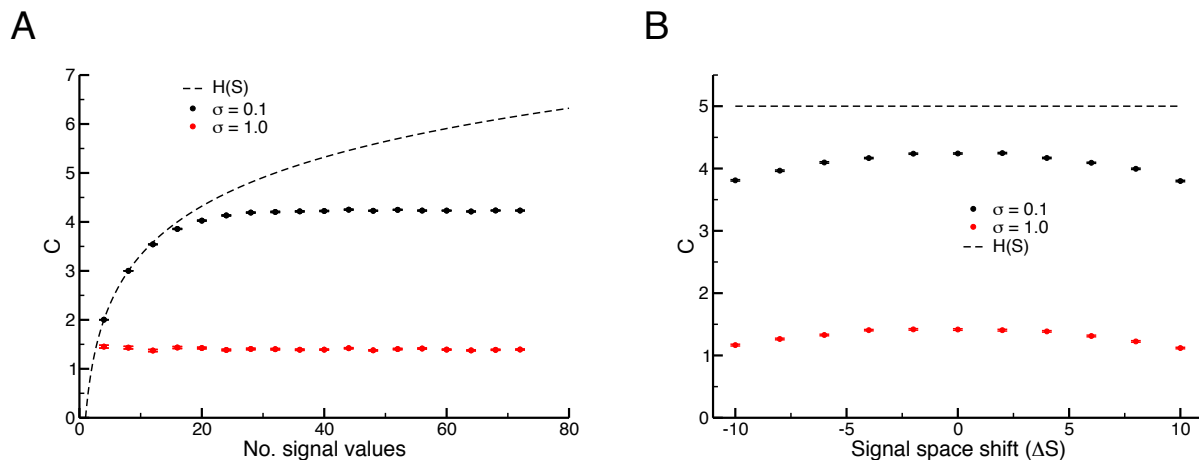 A
B
7
6
5
4
3
2
1
0
C
H(S)
σ = 0.1
σ = 1.0
0
20
40
60
80
No. signal values
5
4
3
2
1
0
C
σ = 0.1
σ = 1.0
H(S)
-10
-5
0
5
10
Signal space shift (ΔS)